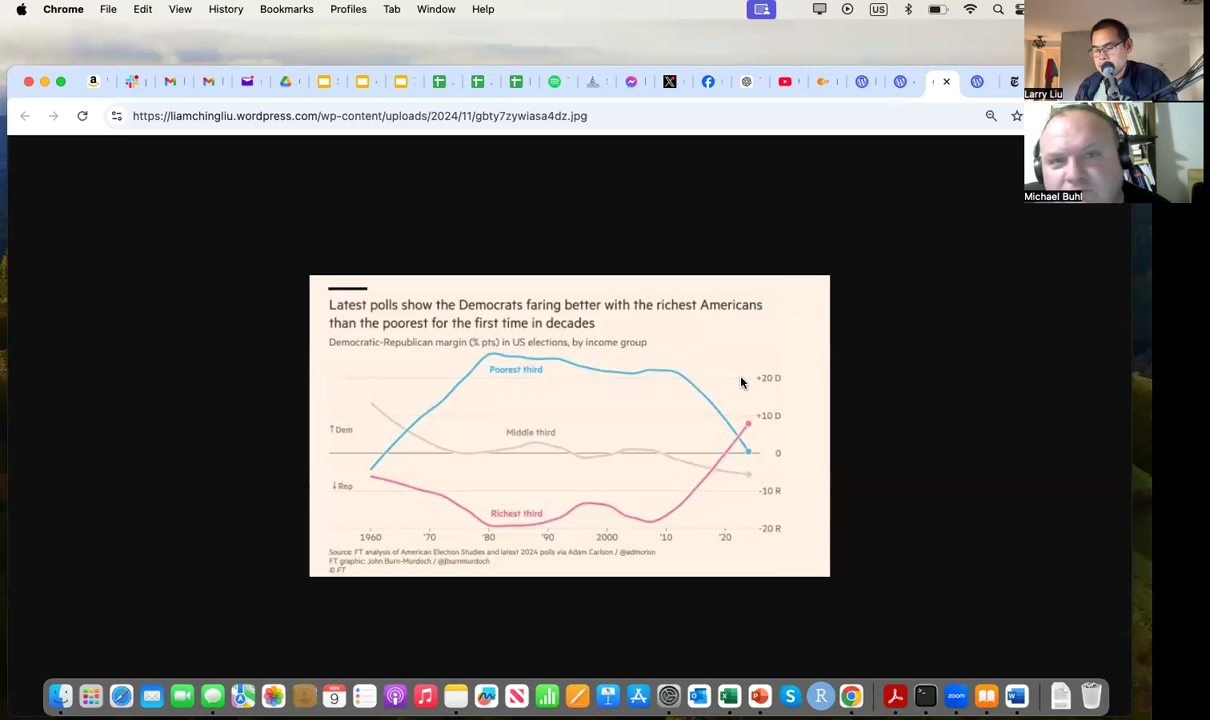 Chrome File Edit View History Bookmarks Profiles Tab Window Help US
Larry Liu
https://liamchingliu.wordpress.com/wp-content/uploads/2024/11/gbty7zywiasa4dz.jpg
Michael Buhl
Latest polls show the Democrats faring better with the richest Americans
than the poorest for the first time in decades
Democratic-Republican margin (% pts) in US elections, by income group
Poorest third
+20 D
+10 D
↑ Dem
Middle third
0
↓ Rep
-10 R
Richest third
-20 R
1960 '70 '80 '90 2000 '10 '20
Source: FT analysis of American Election Studies and latest 2024 polls via Adam Carlson / @admcrlsn
FT graphic: John Burn-Murdoch / @jburnmurdoch
© FT
NOV
9
zoom